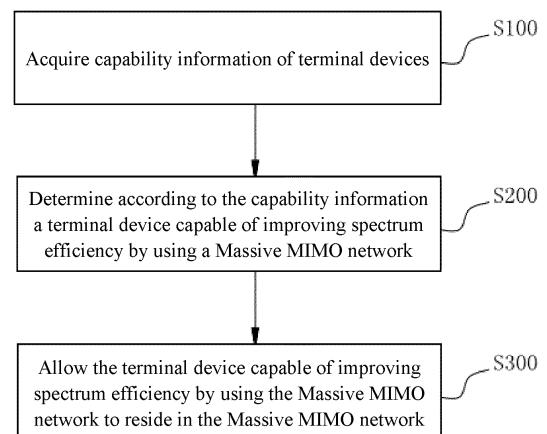 S100
Acquire capability information of terminal devices
S200
Determine according to the capability information
a terminal device capable of improving spectrum
efficiency by using a Massive MIMO network
S300
Allow the terminal device capable of improving
spectrum efficiency by using the Massive MIMO
network to reside in the Massive MIMO network